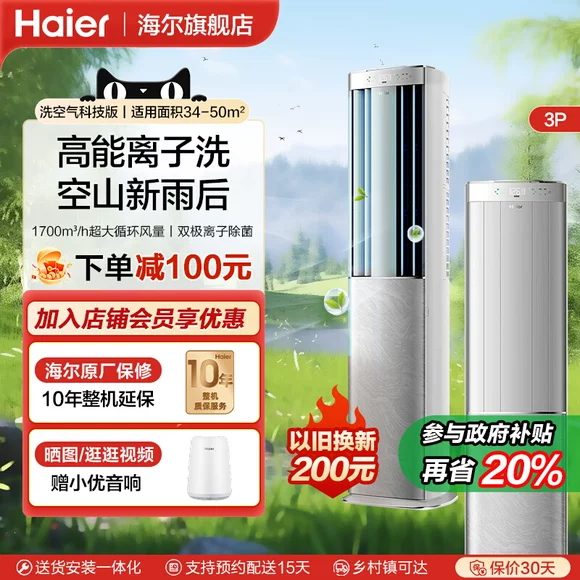 Haier 海尔旗舰店
洗空气科技版 | 适用面积34-50m²
高能离子洗
空山新雨后
1700m³/h超大循环风量 | 双极离子除菌
下单减100元
加入店铺会员享优惠
海尔原厂保修
10年整机延保
Haier
10年
整机
质保服务
晒图/逛逛视频
赠小优音响
Haier
3P
Haier
以旧换新
200元
参与政府补贴
再省20%
送货安装一体化
支持预约配送15天
乡村镇可达
保价30天